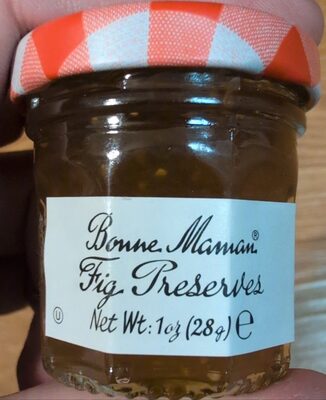 Bonne Maman®
Fig Preserves
Net Wt: 1oz (28g) ℮
U